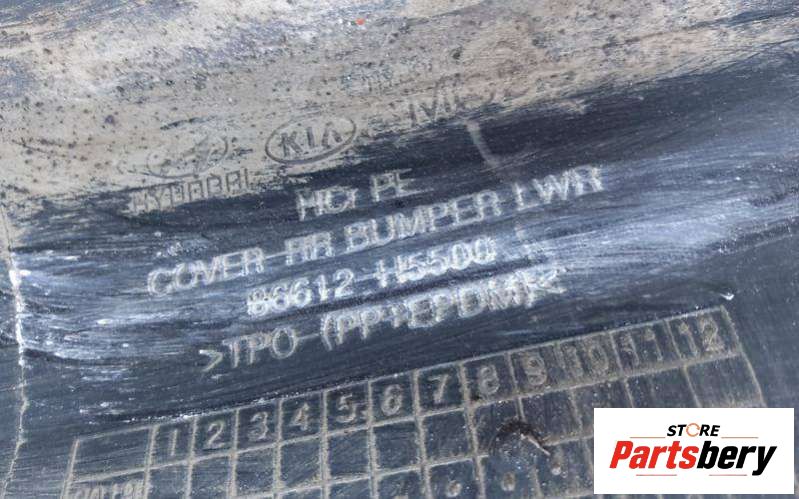 HYUNDAI KIA
HCr PE
COVER-RR BUMPER LWR
86612-H5500
>TPO-(PP+EPDM)<
1 2 3 4 5 6 7 8 9 10 11 12
STORE
Partsbery